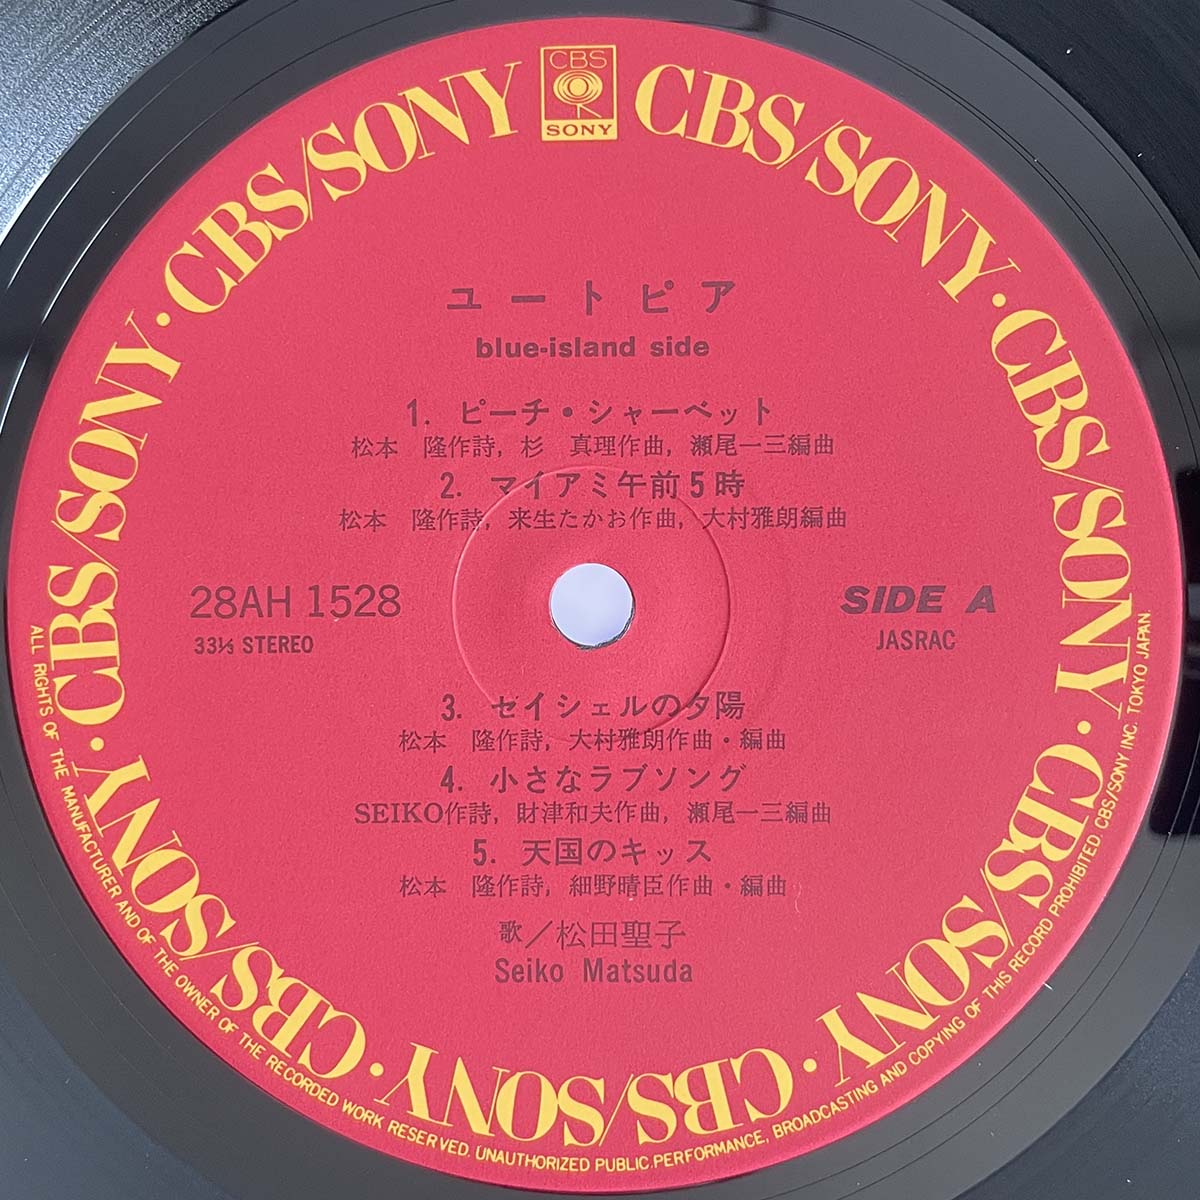 CBS
SONY
CBS/SONY · CBS/SONY · CBS/SONY · CBS/SONY · CBS/SONY · CBS/SONY · CBS/SONY · CBS/SONY · CBS/SONY
ユートピア
blue-island side
1. ピーチ・シャーベット
松本 隆作詩, 杉 真理作曲, 瀬尾一三編曲
2. マイアミ午前5時
松本 隆作詩, 来生たかお作曲, 大村雅朗編曲
28AH 1528
33⅓ STEREO
SIDE A
JASRAC
3. セイシェルの夕陽
松本 隆作詩, 大村雅朗作曲・編曲
4. 小さなラブソング
SEIKO作詩, 財津和夫作曲, 瀬尾一三編曲
5. 天国のキッス
松本 隆作詩, 細野晴臣作曲・編曲
歌／松田聖子
Seiko Matsuda
ALL RIGHTS OF THE MANUFACTURER AND OF THE OWNER OF THE RECORDED WORK RESERVED. UNAUTHORIZED PUBLIC PERFORMANCE, BROADCASTING AND COPYING OF THIS RECORD PROHIBITED. CBS/SONY INC. TOKYO JAPAN.